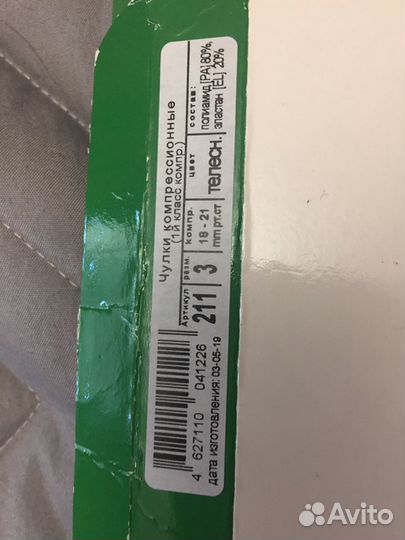 Чулки компрессионные
(1й класс компр.)
Артикул разм. компр. цвет состав:
211 3 18 - 21 телесн. полиамид [PA] 80%,
mm рт.ст эластан [EL] 20%
4 627110 041226
дата изготовления: 03-05-19
Avito